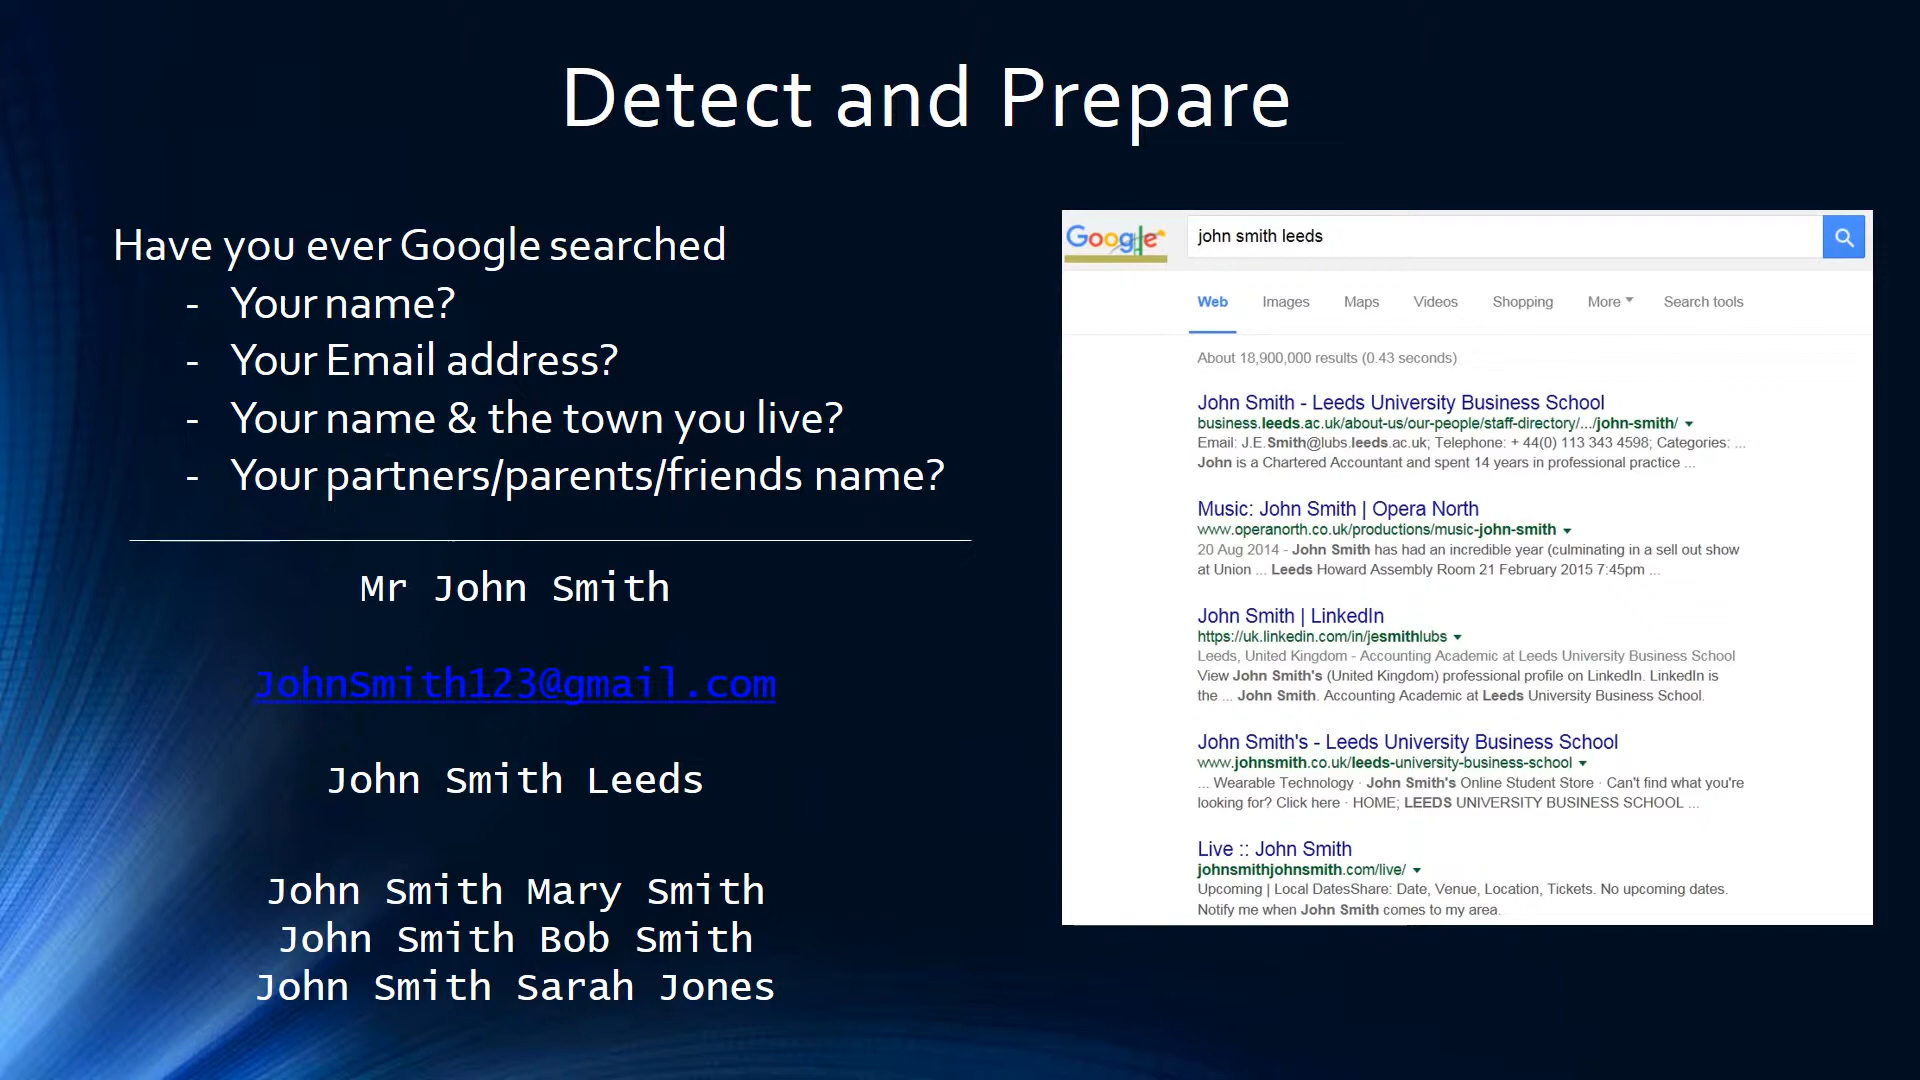 Detect and Prepare
Have you ever Google searched
- Your name?
- Your Email address?
- Your name & the town you live?
- Your partners/parents/friends name?
Mr John Smith
JohnSmith123@gmail.com
John Smith Leeds
John Smith Mary Smith
John Smith Bob Smith
John Smith Sarah Jones
Google
john smith leeds
Web Images Maps Videos Shopping More Search tools
About 18,900,000 results (0.43 seconds)
John Smith - Leeds University Business School
business.leeds.ac.uk/about-us/our-people/staff-directory/.../john-smith/
Email: J.E.Smith@lubs.leeds.ac.uk; Telephone: + 44(0) 113 343 4598; Categories: ...
John is a Chartered Accountant and spent 14 years in professional practice ...
Music: John Smith | Opera North
www.operanorth.co.uk/productions/music-john-smith
20 Aug 2014 - John Smith has had an incredible year (culminating in a sell out show
at Union ... Leeds Howard Assembly Room 21 February 2015 7:45pm ...
John Smith | LinkedIn
https://uk.linkedin.com/in/jesmithlubs
Leeds, United Kingdom - Accounting Academic at Leeds University Business School
View John Smith's (United Kingdom) professional profile on LinkedIn. LinkedIn is
the ... John Smith. Accounting Academic at Leeds University Business School.
John Smith's - Leeds University Business School
www.johnsmith.co.uk/leeds-university-business-school
... Wearable Technology · John Smith's Online Student Store · Can't find what you're
looking for? Click here · HOME; LEEDS UNIVERSITY BUSINESS SCHOOL ...
Live :: John Smith
johnsmithjohnsmith.com/live/
Upcoming | Local DatesShare: Date, Venue, Location, Tickets. No upcoming dates.
Notify me when John Smith comes to my area.